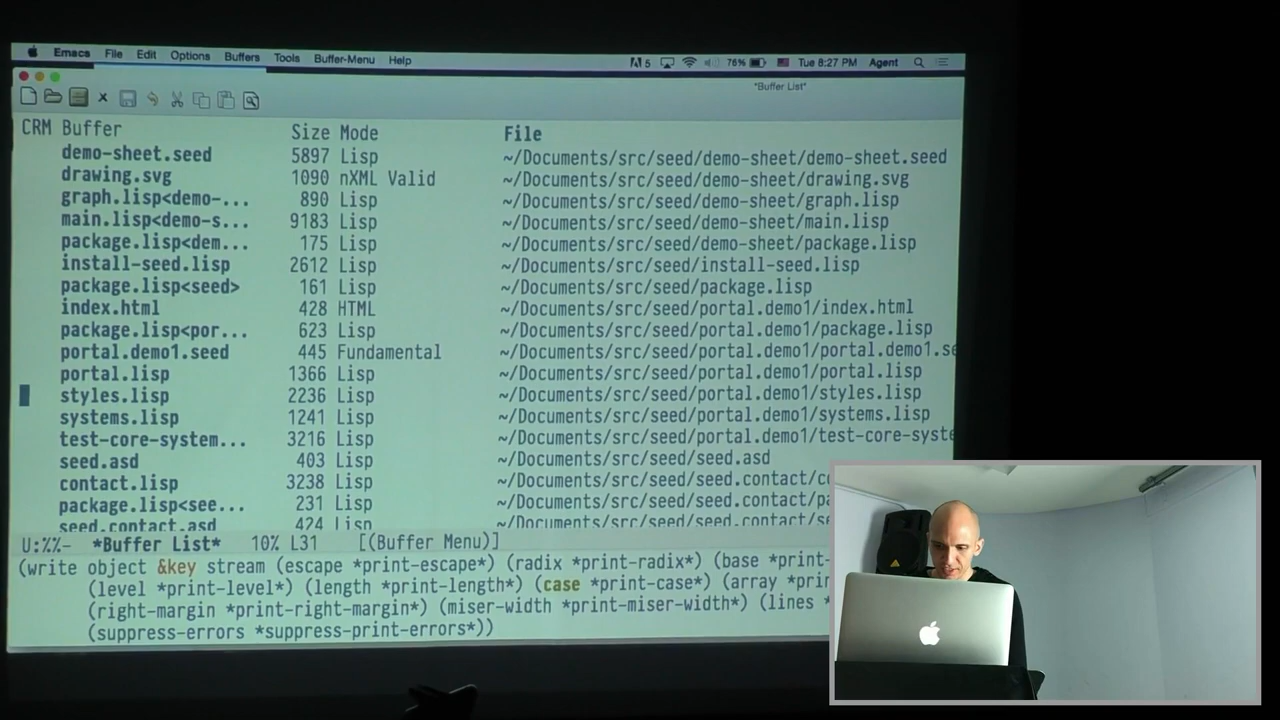 Emacs File Edit Options Buffers Tools Buffer-Menu Help 5 76% Tue 8:27 PM Agent
*Buffer List*
CRM Buffer Size Mode File
demo-sheet.seed 5897 Lisp ~/Documents/src/seed/demo-sheet/demo-sheet.seed
drawing.svg 1090 nXML Valid ~/Documents/src/seed/demo-sheet/drawing.svg
graph.lisp<demo-... 890 Lisp ~/Documents/src/seed/demo-sheet/graph.lisp
main.lisp<demo-s... 9183 Lisp ~/Documents/src/seed/demo-sheet/main.lisp
package.lisp<dem... 175 Lisp ~/Documents/src/seed/demo-sheet/package.lisp
install-seed.lisp 2612 Lisp ~/Documents/src/seed/install-seed.lisp
package.lisp<seed> 161 Lisp ~/Documents/src/seed/package.lisp
index.html 428 HTML ~/Documents/src/seed/portal.demo1/index.html
package.lisp<por... 623 Lisp ~/Documents/src/seed/portal.demo1/package.lisp
portal.demo1.seed 445 Fundamental ~/Documents/src/seed/portal.demo1/portal.demo1.se
portal.lisp 1366 Lisp ~/Documents/src/seed/portal.demo1/portal.lisp
styles.lisp 2236 Lisp ~/Documents/src/seed/portal.demo1/styles.lisp
systems.lisp 1241 Lisp ~/Documents/src/seed/portal.demo1/systems.lisp
test-core-system... 3216 Lisp ~/Documents/src/seed/portal.demo1/test-core-syste
seed.asd 403 Lisp ~/Documents/src/seed/seed.asd
contact.lisp 3238 Lisp ~/Documents/src/seed/seed.contact/c
package.lisp<see... 231 Lisp ~/Documents/src/seed/seed.contact/pa
seed.contact.asd 424 Lisp ~/Documents/src/seed/seed.contact/se
U:%%- *Buffer List* 10% L31 [(Buffer Menu)]
(write object &key stream (escape *print-escape*) (radix *print-radix*) (base *print-
(level *print-level*) (length *print-length*) (case *print-case*) (array *prin
(right-margin *print-right-margin*) (miser-width *print-miser-width*) (lines *
(suppress-errors *suppress-print-errors*))